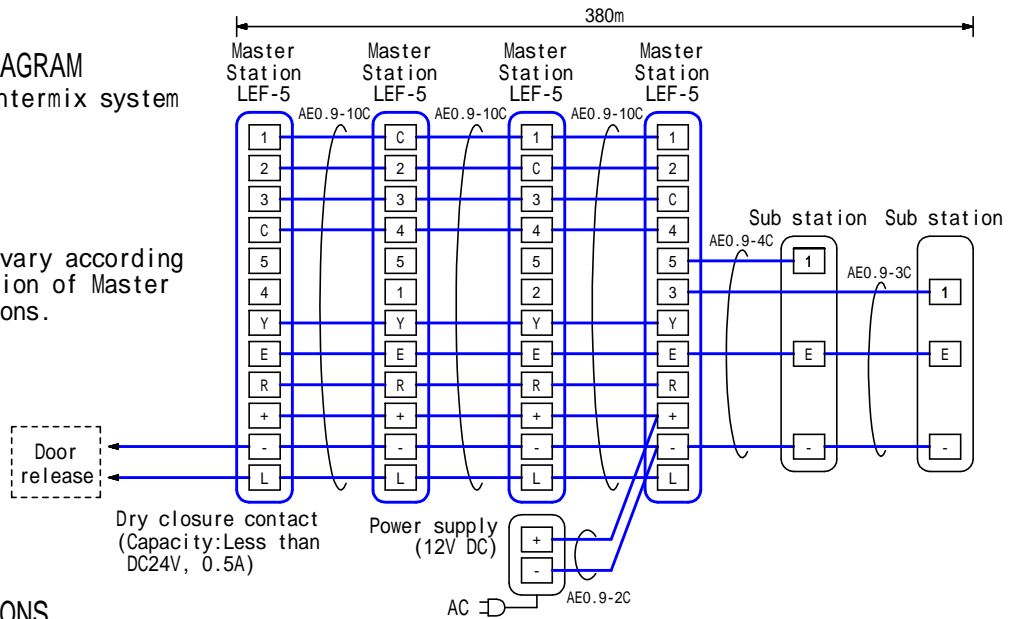 380m
AGRAM
ntermix system
vary according
ion of Master
ons.
Master Station LEF-5
Master Station LEF-5
Master Station LEF-5
Master Station LEF-5
AE0.9-10C
AE0.9-10C
AE0.9-10C
1 C 1 1
2 2 C 2
3 3 3 C
C 4 4 4
5 5 5 5
4 1 2 3
Y Y Y Y
E E E E
R R R R
+ + + +
- - - -
L L L L
Sub station
Sub station
AE0.9-4C
AE0.9-3C
1
E
-
1
E
-
Door
release
Dry closure contact
(Capacity:Less than
DC24V, 0.5A)
Power supply
(12V DC)
+
-
AC
AE0.9-2C
ONS